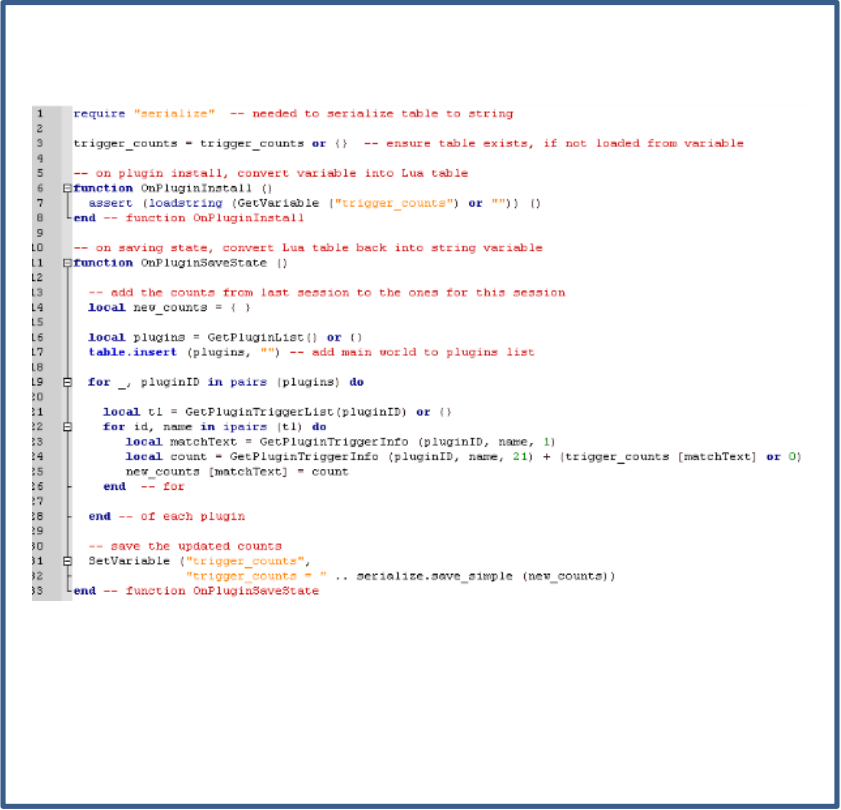 1 require "serialize" -- needed to serialize table to string
2
3 trigger_counts = trigger_counts or {} -- ensure table exists, if not loaded from variable
4
5 -- on plugin install, convert variable into Lua table
6 function OnPluginInstall ()
7 assert (loadstring (GetVariable ("trigger_counts") or "")) ()
8 end -- function OnPluginInstall
9
10 -- on saving state, convert Lua table back into string variable
11 function OnPluginSaveState ()
12
13 -- add the counts from last session to the ones for this session
14 local new_counts = { }
15
16 local plugins = GetPluginList() or {}
17 table.insert (plugins, "") -- add main world to plugins list
18
19 for _, pluginID in pairs (plugins) do
20
21 local tl = GetPluginTriggerList(pluginID) or {}
22 for id, name in ipairs (tl) do
23 local matchText = GetPluginTriggerInfo (pluginID, name, 1)
24 local count = GetPluginTriggerInfo (pluginID, name, 21) + (trigger_counts [matchText] or 0)
25 new_counts [matchText] = count
26 end -- for
27
28 end -- of each plugin
29
30 -- save the updated counts
31 SetVariable ("trigger_counts",
32 "trigger_counts = " .. serialize.save_simple (new_counts))
33 end -- function OnPluginSaveState